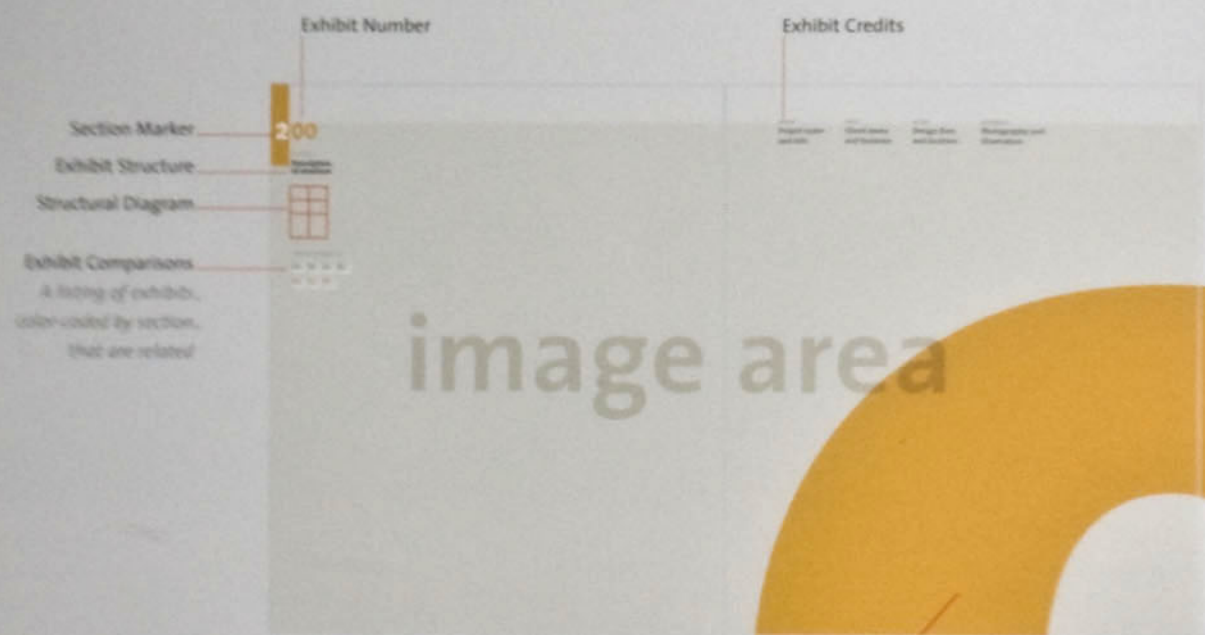 Exhibit Number
Exhibit Credits
Section Marker
200
Exhibit Structure
Structural Diagram
Exhibit Comparisons
A listing of exhibits,
color-coded by section,
that are related
image area